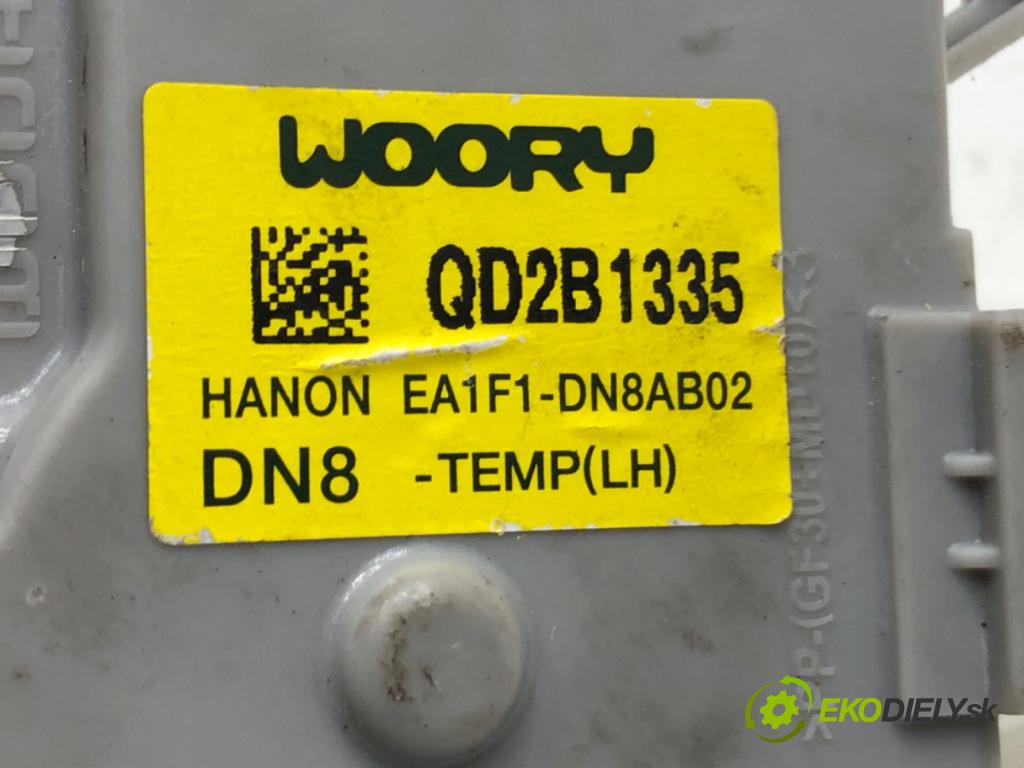 WOORY
QD2B1335
HANON EA1F1-DN8AB02
DN8 -TEMP(LH)
EKODIELY.sk